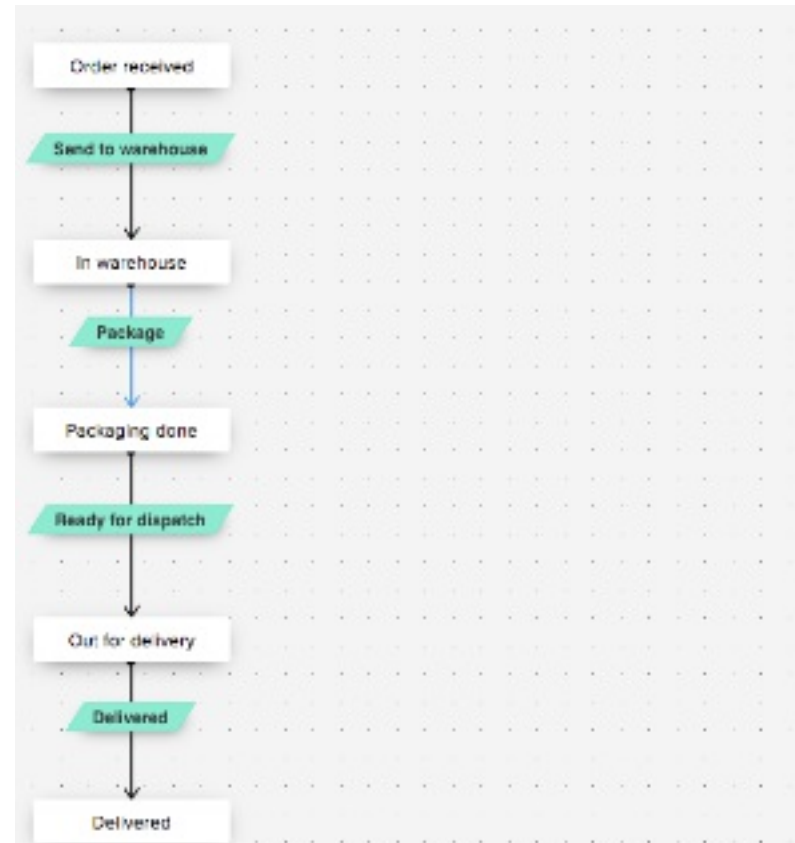 Order received
Send to warehouse
In warehouse
Package
Packaging done
Ready for dispatch
Out for delivery
Delivered
Delivered